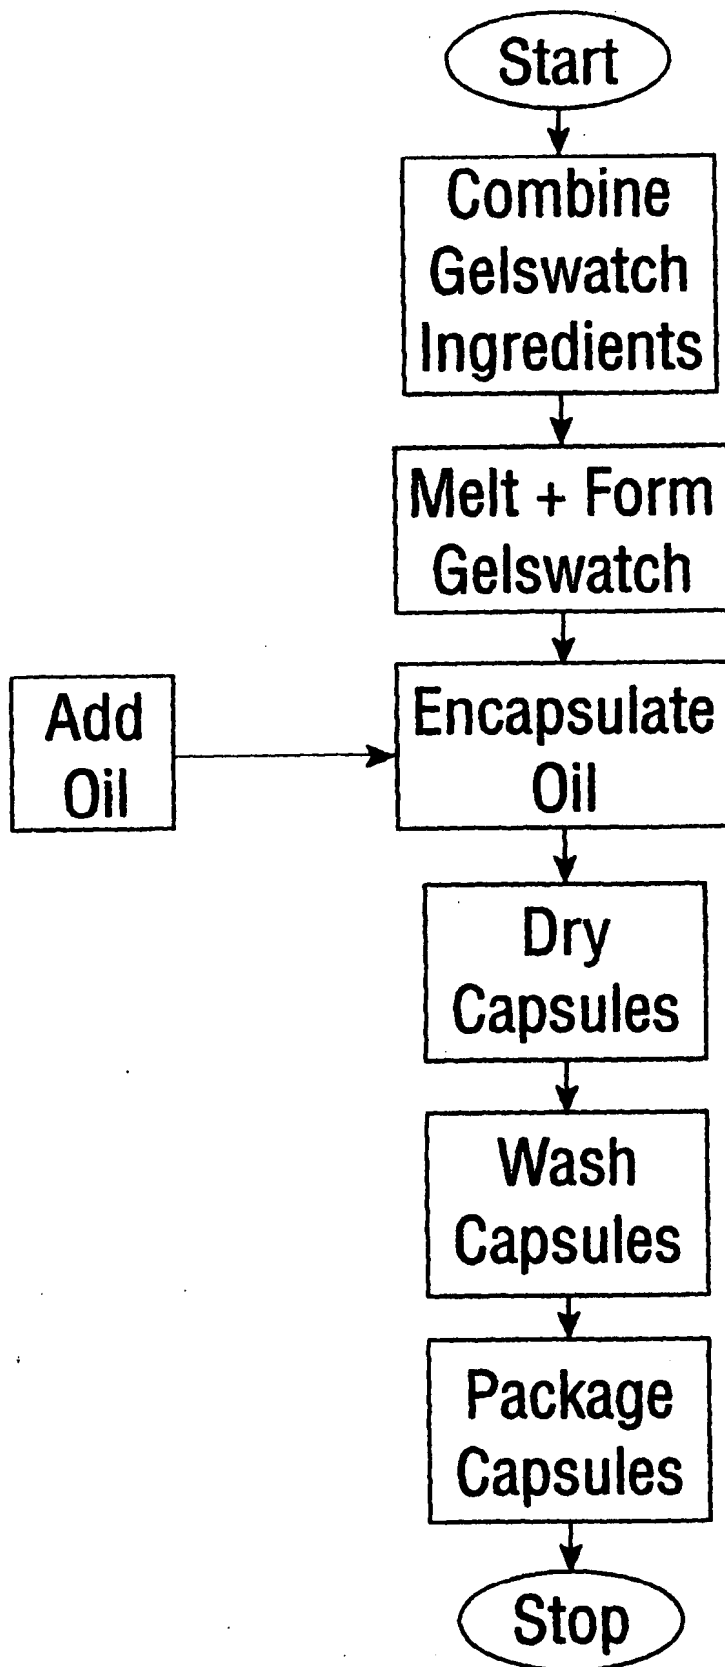 Start
Combine
Gelswatch
Ingredients
Melt + Form
Gelswatch
Add
Oil
Encapsulate
Oil
Dry
Capsules
Wash
Capsules
Package
Capsules
Stop